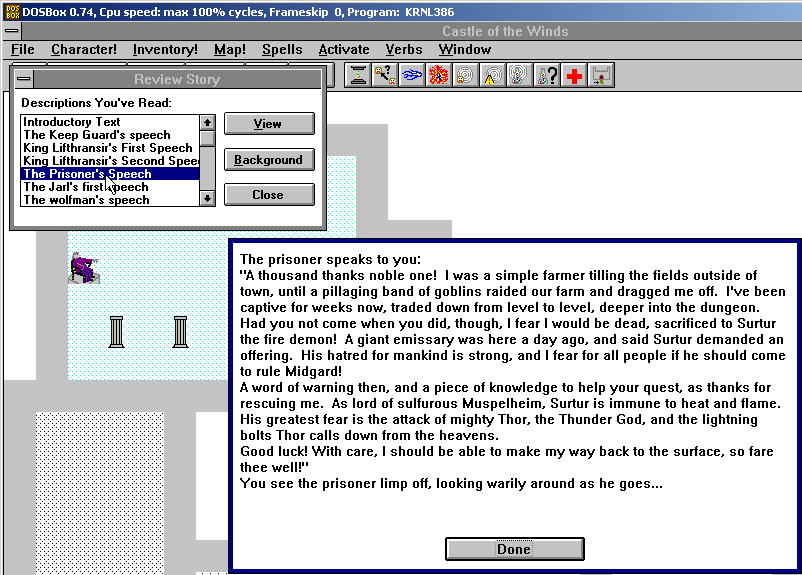 DOSBox 0.74, Cpu speed: max 100% cycles, Frameskip 0, Program: KRNL386
Castle of the Winds
File Character! Inventory! Map! Spells Activate Verbs Window
Review Story
Descriptions You've Read:
Introductory Text
The Keep Guard's speech
King Lifthransir's First Speech
King Lifthransir's Second Spee
The Prisoner's Speech
The Jarl's first speech
The wolfman's speech
View
Background
Close
The prisoner speaks to you:
"A thousand thanks noble one!  I was a simple farmer tilling the fields outside of
town, until a pillaging band of goblins raided our farm and dragged me off.  I've been
captive for weeks now, traded down from level to level, deeper into the dungeon.
Had you not come when you did, though, I fear I would be dead, sacrificed to Surtur
the fire demon!  A giant emissary was here a day ago, and said Surtur demanded an
offering.  His hatred for mankind is strong, and I fear for all people if he should come
to rule Midgard!
A word of warning then, and a piece of knowledge to help your quest, as thanks for
rescuing me.  As lord of sulfurous Muspelheim, Surtur is immune to heat and flame.
His greatest fear is the attack of mighty Thor, the Thunder God, and the lightning
bolts Thor calls down from the heavens.
Good luck! With care, I should be able to make my way back to the surface, so fare
thee well!"
You see the prisoner limp off, looking warily around as he goes...
Done